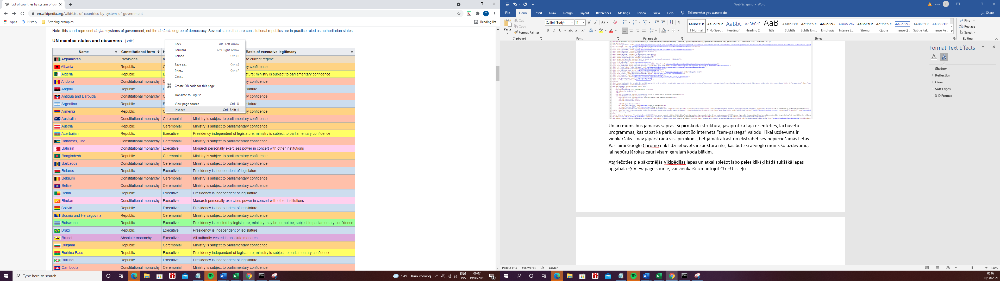 List of countries by system of go
en.wikipedia.org/wiki/List_of_countries_by_system_of_government
Apps History Scraping examples Reading list
Note: this chart represent de jure systems of government, not the de facto degree of democracy. Several states that are constitutional republics are in practice ruled as authoritarian states
UN member states and observers [ edit ]
Name Constitutional form H Basis of executive legitimacy
Afghanistan Provisional n to current regime
Albania Republic C ry confidence
Algeria Republic E ature; ministry is subject to parliamentary confidence
Andorra Constitutional monarchy C ry confidence
Angola Republic E islature
Antigua and Barbuda Constitutional monarchy C ry confidence
Argentina Republic E islature
Armenia Republic C ry confidence
Australia Constitutional monarchy Ceremonial Ministry is subject to parliamentary confidence
Austria Republic Ceremonial Ministry is subject to parliamentary confidence
Azerbaijan Republic Executive Presidency independent of legislature; ministry is subject to parliamentary confidence
Bahamas, The Constitutional monarchy Ceremonial Ministry is subject to parliamentary confidence
Bahrain Constitutional monarchy Executive Monarch personally exercises power in concert with other institutions
Bangladesh Republic Ceremonial Ministry is subject to parliamentary confidence
Barbados Constitutional monarchy Ceremonial Ministry is subject to parliamentary confidence
Belarus Republic Executive Presidency is independent of legislature
Belgium Constitutional monarchy Ceremonial Ministry is subject to parliamentary confidence
Belize Constitutional monarchy Ceremonial Ministry is subject to parliamentary confidence
Benin Republic Executive Presidency is independent of legislature
Bhutan Constitutional monarchy Executive Monarch personally exercises power in concert with other institutions
Bolivia Republic Executive Presidency is independent of legislature
Bosnia and Herzegovina Republic Ceremonial Ministry is subject to parliamentary confidence
Botswana Republic Executive Presidency is elected by legislature; ministry may be, or not be, subject to parliamentary confidence
Brazil Republic Executive Presidency is independent of legislature
Brunei Absolute monarchy Executive All authority vested in absolute monarch
Bulgaria Republic Ceremonial Ministry is subject to parliamentary confidence
Burkina Faso Republic Executive Presidency independent of legislature; ministry is subject to parliamentary confidence
Burundi Republic Executive Presidency is independent of legislature
Cambodia Constitutional monarchy Ceremonial Ministry is subject to parliamentary confidence
Back Alt+Left Arrow
Forward Alt+Right Arrow
Reload Ctrl+R
Save as... Ctrl+S
Print... Ctrl+P
Cast...
Create QR code for this page
Translate to English
View page source Ctrl+U
Inspect Ctrl+Shift+I
Type here to search
14°C Rain coming ENG LVS 06:07 19/08/2021 2
Web Scraping - Word
ieva
File Home Insert Draw Design Layout References Mailings Review View Help Tell me what you want to do Share
Paste Cut Copy Format Painter
Calibri (Body) 11
AaBbCcDc AaBbCcDc AaBbC AaBbCcC AaB AaBbCcD AaBbCcDc AaBbCcDc AaBbCcDc AaBbCcDc AaBbCcDc AaBbCcDc AaBbCcDc AaBbCcDc
¶ Normal ¶ No Spac... Heading 1 Heading 2 Title Subtitle Subtle Em... Emphasis Intense E... Strong Quote Intense Q... Subtle Ref... Intense Re...
Find
Replace
Select
Clipboard Font Paragraph Styles Editing
Un arī mums būs jāmācās saprast šī pirmkoda struktūra, jāsaprot kā tajā orientēties, lai būvētu
programmas, kas tāpat kā pārlūki saprot šo interneta “zem-pārsega” valodu. Tikai uzdevums ir
vienkāršāks – nav jāpārstrādā viss pirmkods, bet jāmāk atrast un ekstrahēt sev nepieciešamās lietas.
Par laimi Google Chrome nāk līdzi iebūvēts inspektora rīks, kas būtiski atvieglo mums šo uzdevumu,
lai nebūtu jārokas cauri visam garajam koda blāķim.
Atgriežoties pie sākotnējās Vikipēdijas lapas un atkal spiežot labo peles klikšķi kādā tukšākā lapas
apgabalā → View page source, vai vienkārši izmantojot Ctrl+U īsceļu.
Format Text Effects
Shadow
Reflection
Glow
Soft Edges
3-D Format
Page 2 of 3 596 words Latvian 130%
06:07
19/08/2021